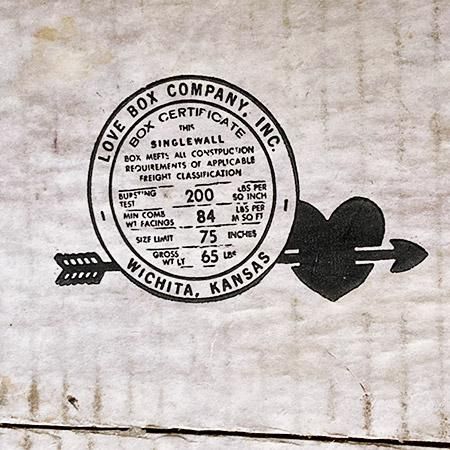 LOVE BOX COMPANY, INC.
BOX CERTIFICATE
THIS
SINGLEWALL
BOX MEETS ALL CONSTRUCTION
REQUIREMENTS OF APPLICABLE
FREIGHT CLASSIFICATION
BURSTING TEST 200 LBS PER SQ INCH
MIN COMB WT FACINGS 84 LBS PER M SQ FT
SIZE LIMIT 75 INCHES
GROSS WT LT 65 LBS
WICHITA, KANSAS